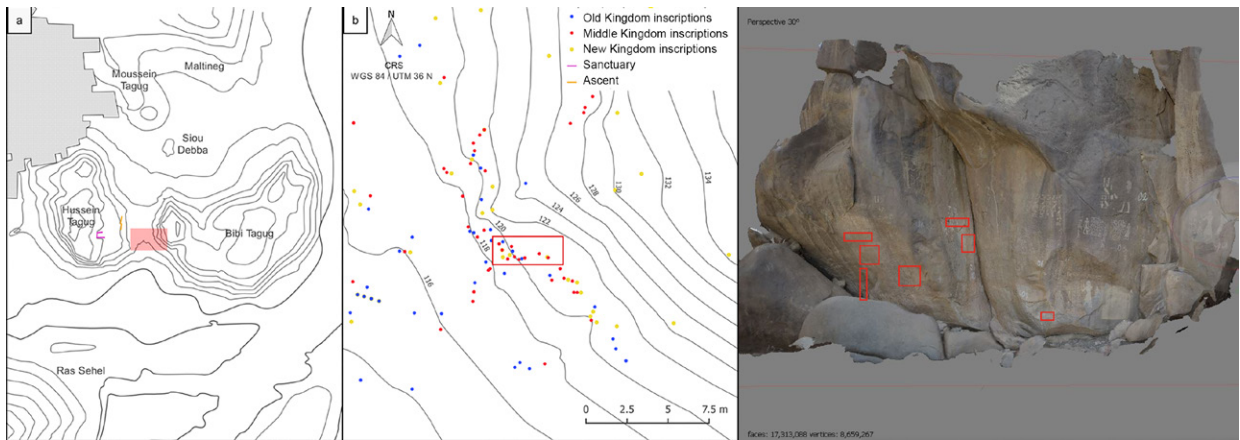 a
Moussein
Tagug
Maltineg
Siou
Debba
Hussein
Tagug
Bibi Tagug
Ras Sehel
b
N
CRS
WGS 84 / UTM 36 N
Old Kingdom inscriptions
Middle Kingdom inscriptions
New Kingdom inscriptions
Sanctuary
Ascent
134
132
130
128
126
124
122
120
118
116
0 2.5 5 7.5 m
Perspective 30°
faces: 17,313,088 vertices: 8,659,267